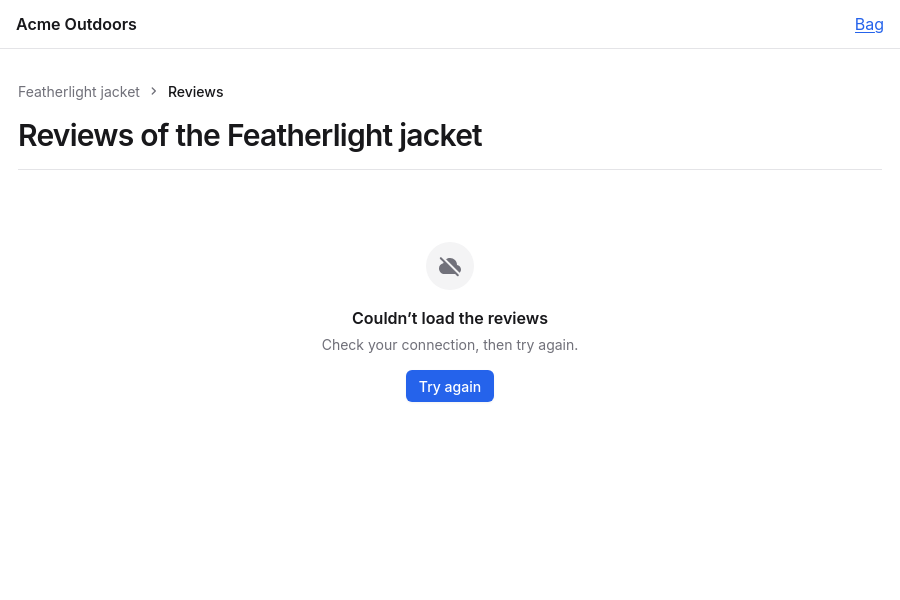 Acme Outdoors
Bag
Featherlight jacket
Reviews
Reviews of the Featherlight jacket
Couldn’t load the reviews
Check your connection, then try again.
Try again